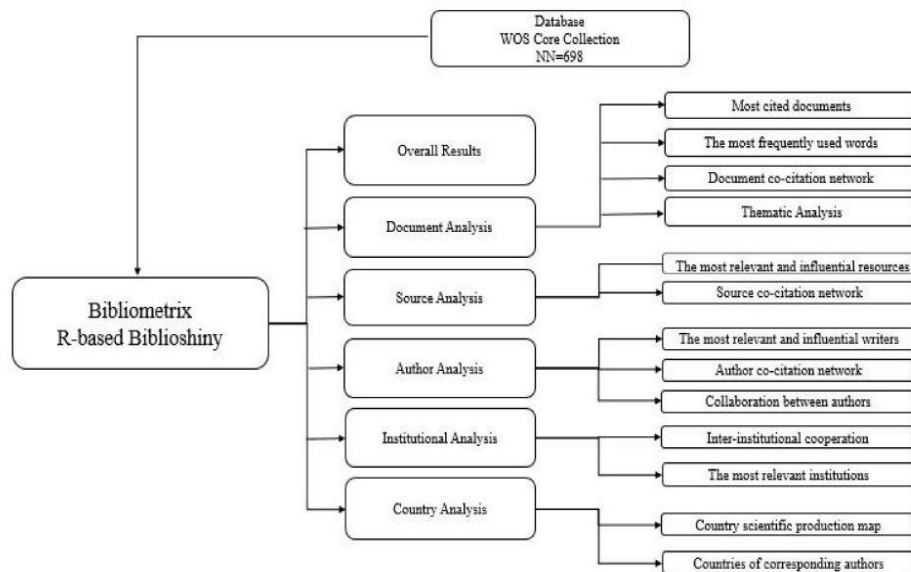 Database
WOS Core Collection
NN=698
Bibliometrix
R-based Biblioshiny
Overall Results
Document Analysis
Most cited documents
The most frequently used words
Document co-citation network
Thematic Analysis
Source Analysis
The most relevant and influential resources
Source co-citation network
Author Analysis
The most relevant and influential writers
Author co-citation network
Collaboration between authors
Institutional Analysis
Inter-institutional cooperation
The most relevant institutions
Country Analysis
Country scientific production map
Countries of corresponding authors